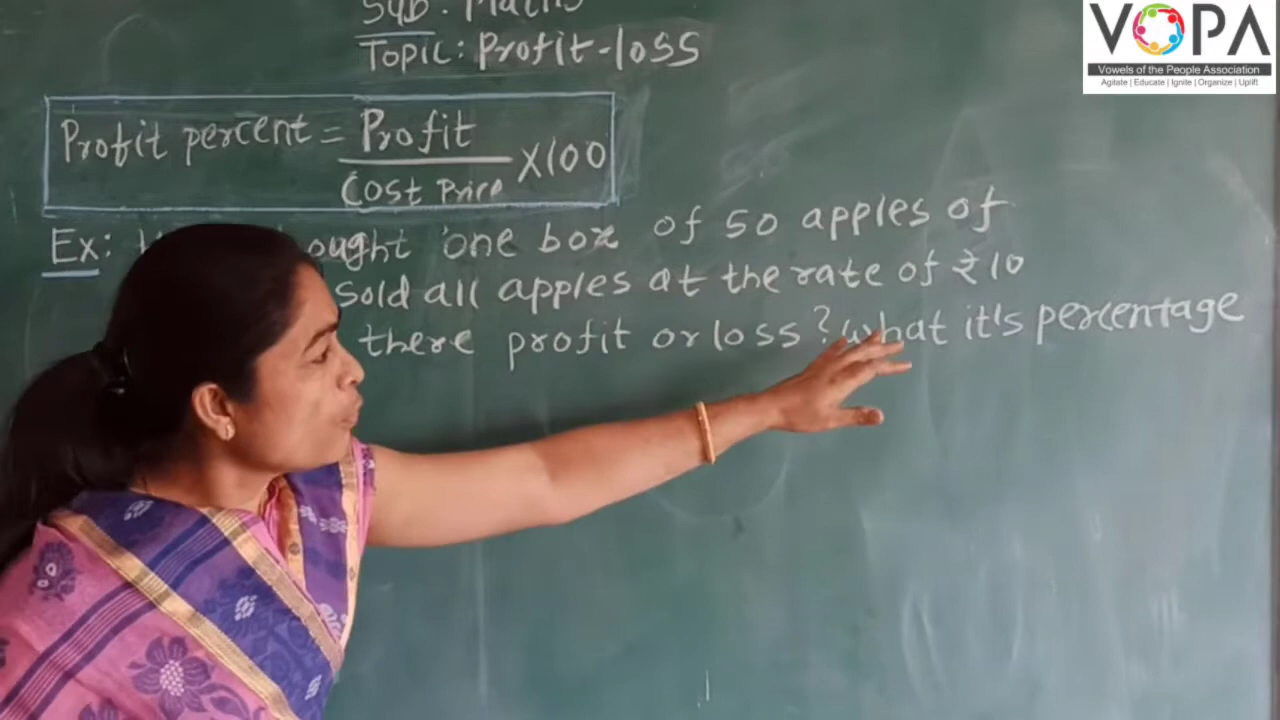 Sub: Maths
Topic: Profit-loss
Profit percent = Profit
Cost Price
X100
Ex: bought one box of 50 apples of
sold all apples at the rate of ₹10
there profit or loss? what it's percentage
VOPA
Vowels of the People Association
Agitate | Educate | Ignite | Organize | Uplift